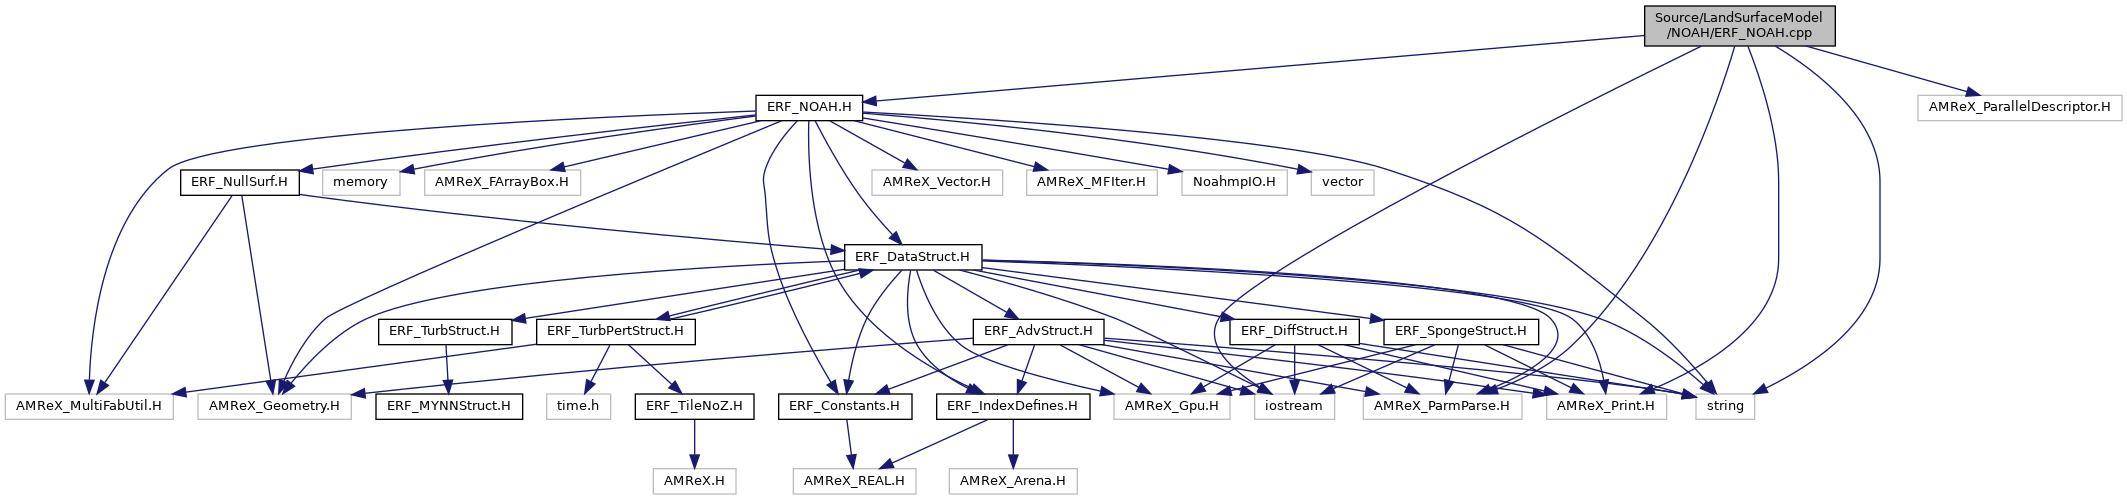 Source/LandSurfaceModel
/NOAH/ERF_NOAH.cpp
ERF_NOAH.H
AMReX_ParallelDescriptor.H
ERF_NullSurf.H
memory
AMReX_FArrayBox.H
AMReX_Vector.H
AMReX_MFIter.H
NoahmpIO.H
vector
ERF_DataStruct.H
ERF_TurbStruct.H
ERF_TurbPertStruct.H
ERF_AdvStruct.H
ERF_DiffStruct.H
ERF_SpongeStruct.H
AMReX_MultiFabUtil.H
AMReX_Geometry.H
ERF_MYNNStruct.H
time.h
ERF_TileNoZ.H
ERF_Constants.H
ERF_IndexDefines.H
AMReX_Gpu.H
iostream
AMReX_ParmParse.H
AMReX_Print.H
string
AMReX.H
AMReX_REAL.H
AMReX_Arena.H